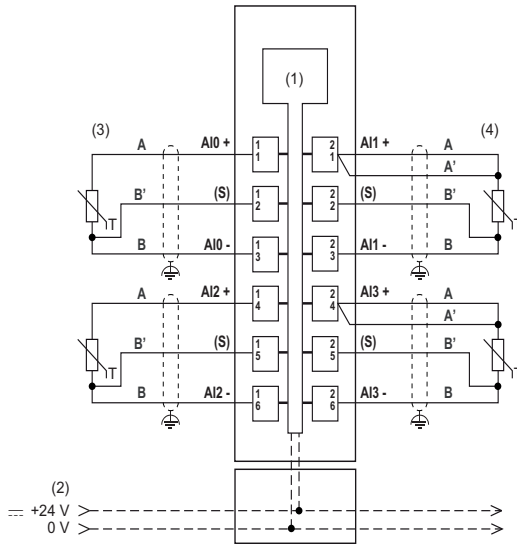 (1)
(3)
(4)
A AI0 + 1 1 2 1 AI1 + A
A'
B' (S) 1 2 2 2 (S) B'
T T
B AI0 - 1 3 2 3 AI1 - B
A AI2 + 1 4 2 4 AI3 + A
A'
B' (S) 1 5 2 5 (S) B'
T T
B AI2 - 1 6 2 6 AI3 - B
(2)
+24 V
0 V